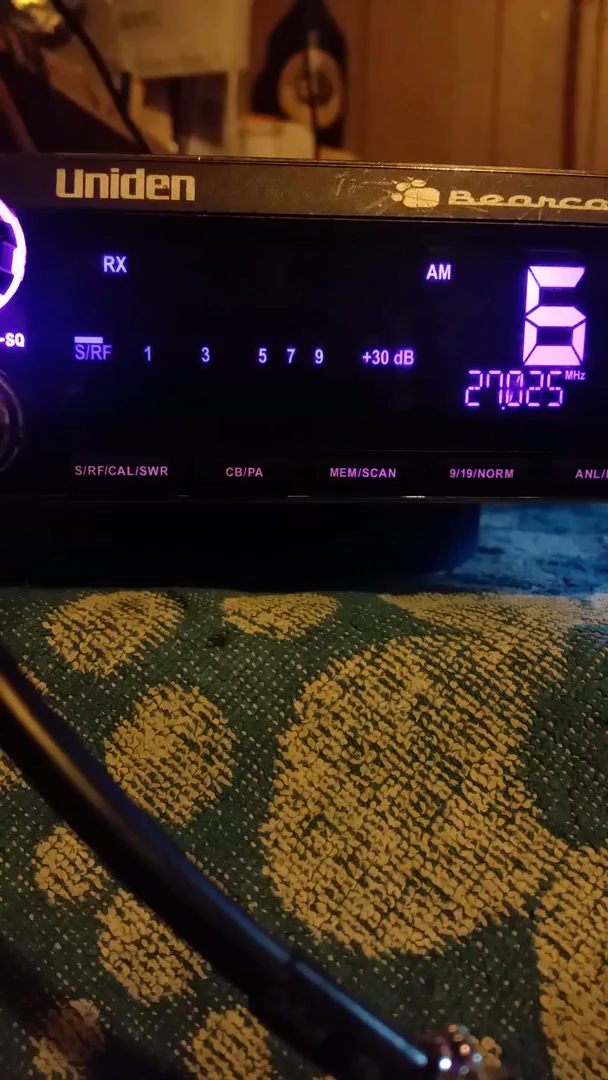 Uniden Bearca
RX AM 6
-SQ S/RF 1 3 5 7 9 +30 dB
27.025 MHz
S/RF/CAL/SWR CB/PA MEM/SCAN 9/19/NORM ANL/